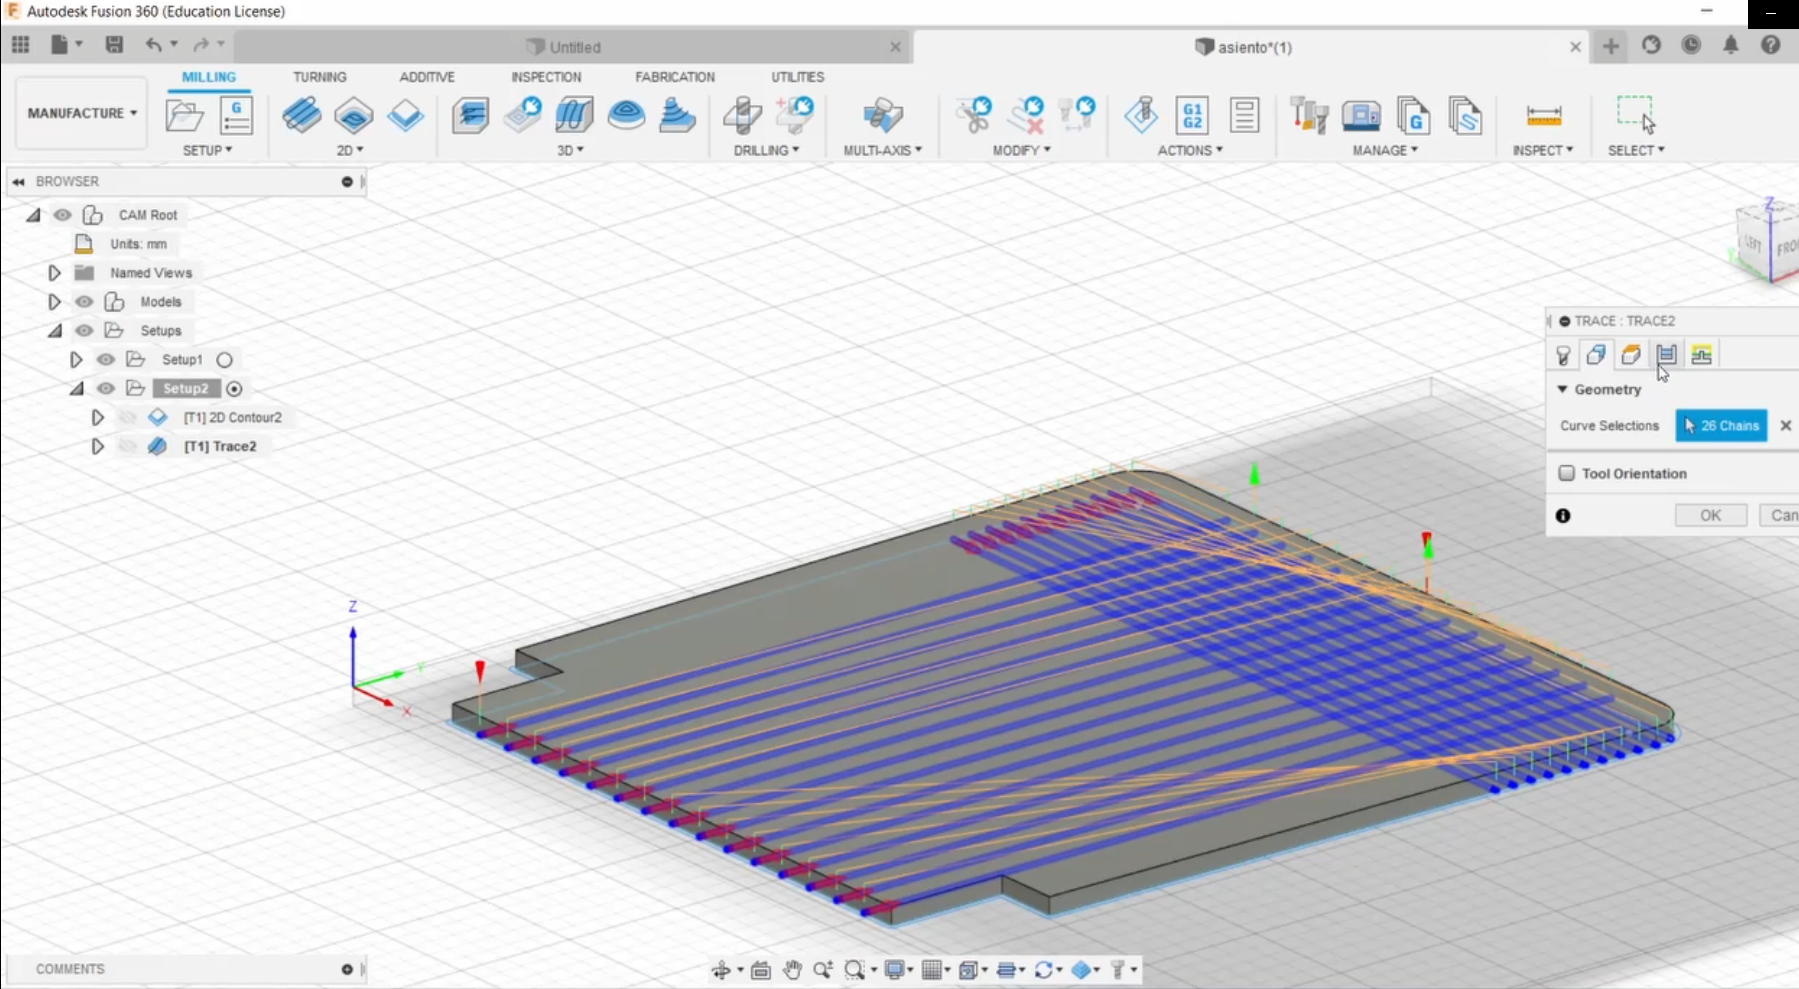 Autodesk Fusion 360 (Education License)
Untitled
asiento*(1)
MILLING TURNING ADDITIVE INSPECTION FABRICATION UTILITIES
MANUFACTURE
G
G1
G2
G
SETUP 2D 3D DRILLING MULTI-AXIS MODIFY ACTIONS MANAGE INSPECT SELECT
BROWSER
CAM Root
Units: mm
Named Views
Models
Setups
Setup1
Setup2
[T1] 2D Contour2
[T1] Trace2
Z
LEFT FRO
Y
TRACE : TRACE2
Geometry
Curve Selections 26 Chains
Tool Orientation
OK Can
Z
Y
X
COMMENTS